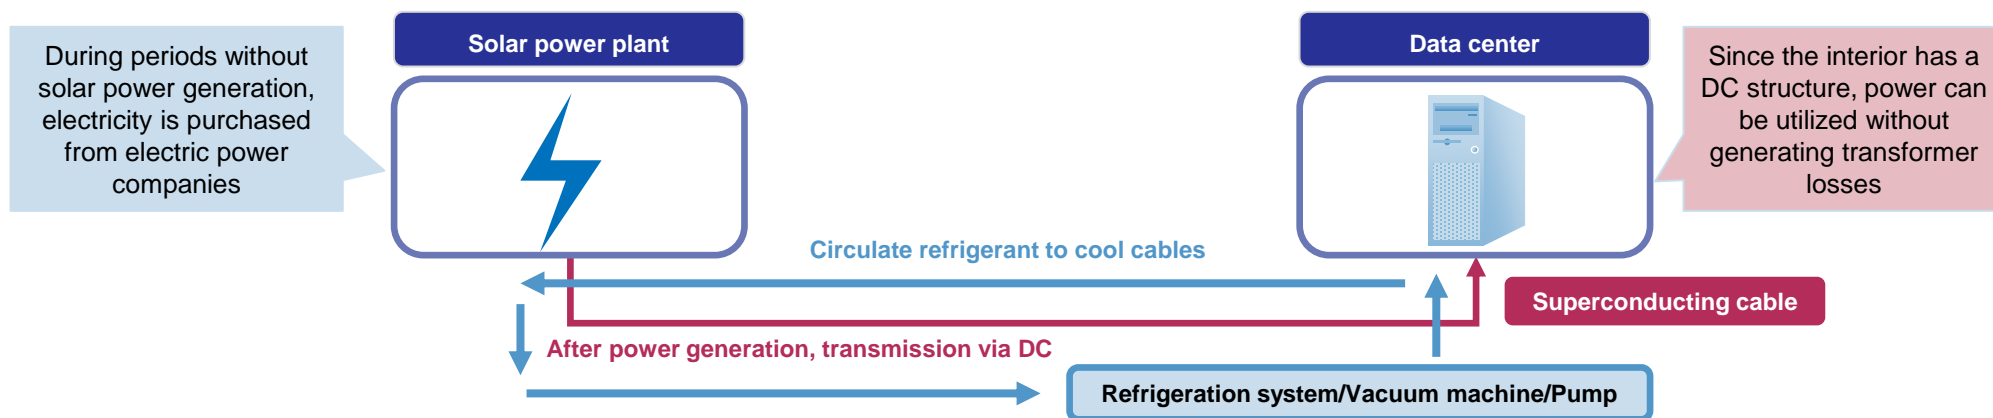 During periods without
solar power generation,
electricity is purchased
from electric power
companies
Solar power plant
Data center
Since the interior has a
DC structure, power can
be utilized without
generating transformer
losses
Circulate refrigerant to cool cables
Superconducting cable
After power generation, transmission via DC
Refrigeration system/Vacuum machine/Pump